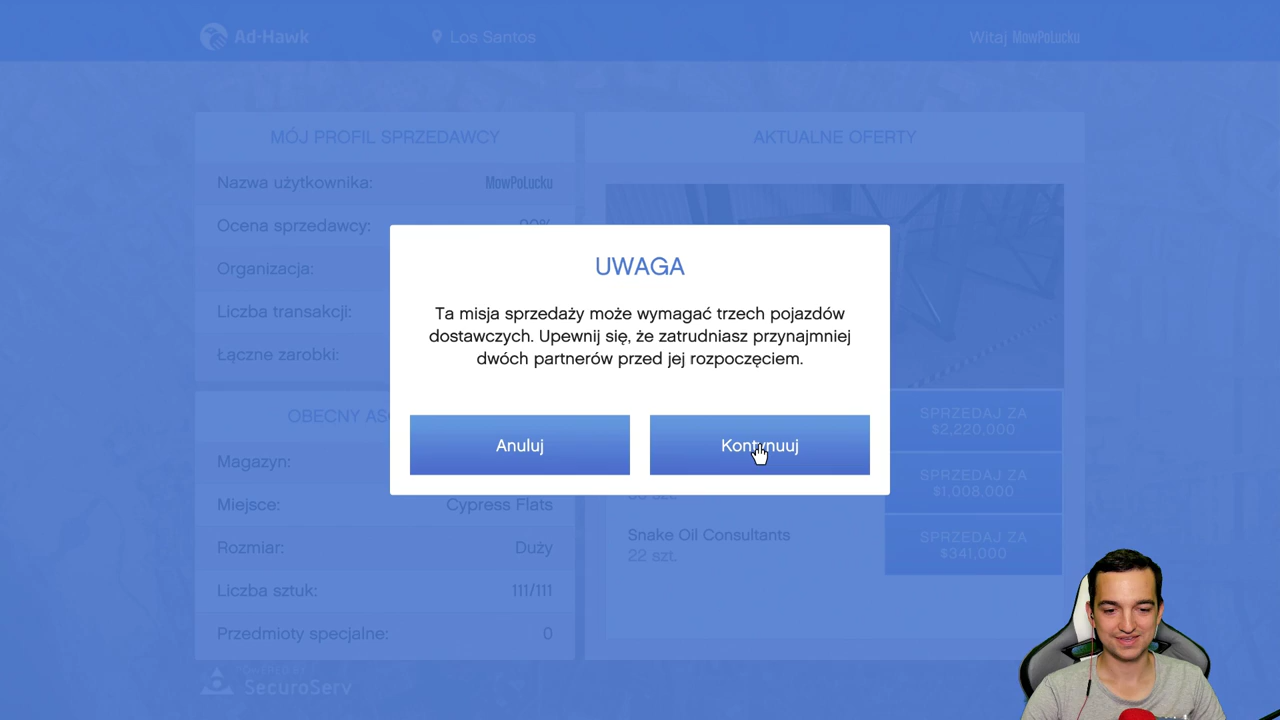 Ad-Hawk
Los Santos
Witaj MowPoLucku
MÓJ PROFIL SPRZEDAWCY
AKTUALNE OFERTY
Nazwa użytkownika: MowPoLucku
Ocena sprzedawcy:
Organizacja:
Liczba transakcji:
Łączne zarobki:
UWAGA
Ta misja sprzedaży może wymagać trzech pojazdów
dostawczych. Upewnij się, że zatrudniasz przynajmniej
dwóch partnerów przed jej rozpoczęciem.
Anuluj
Kontynuuj
SPRZEDAJ ZA
$2,220,000
SPRZEDAJ ZA
$1,008,000
Snake Oil Consultants
22 szt.
SPRZEDAJ ZA
$341,000
OBECNY
Magazyn:
Miejsce: Cypress Flats
Rozmiar: Duży
Liczba sztuk: 111/111
Przedmioty specjalne: 0
SecuroServ